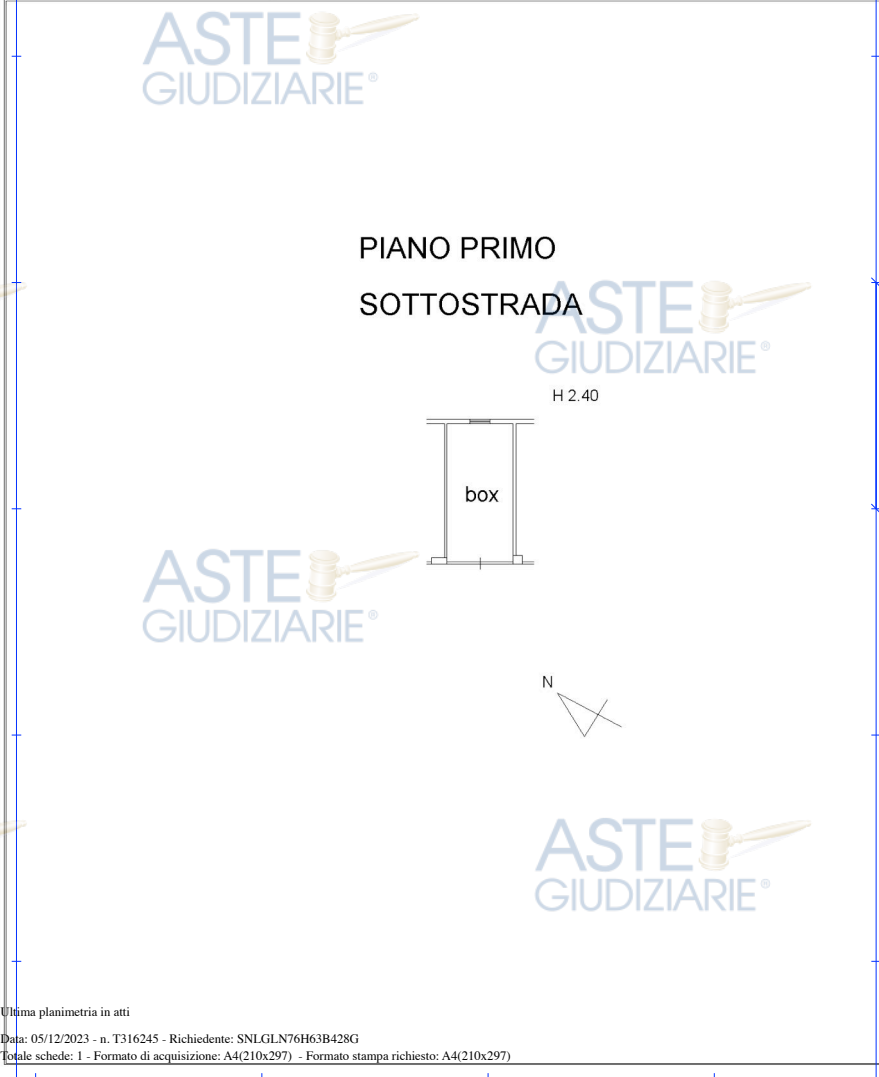 ASTE
GIUDIZIARIE®
PIANO PRIMO
SOTTOSTRADA
ASTE
GIUDIZIARIE®
H 2.40
box
ASTE
GIUDIZIARIE®
N
ASTE
GIUDIZIARIE®
Ultima planimetria in atti
Data: 05/12/2023 - n. T316245 - Richiedente: SNLGLN76H63B428G
Totale schede: 1 - Formato di acquisizione: A4(210x297) - Formato stampa richiesto: A4(210x297)